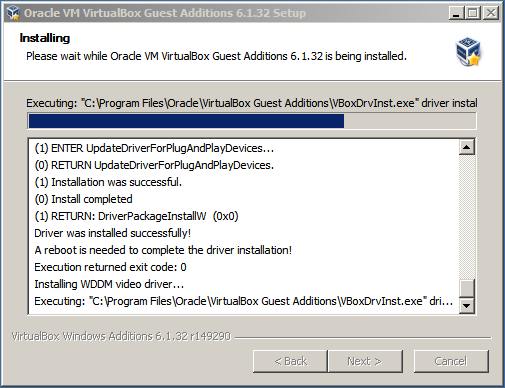 Oracle VM VirtualBox Guest Additions 6.1.32 Setup
Installing
Please wait while Oracle VM VirtualBox Guest Additions 6.1.32 is being installed.
Executing: "C:\Program Files\Oracle\VirtualBox Guest Additions\VBoxDrvInst.exe" driver instal
(1) ENTER UpdateDriverForPlugAndPlayDevices...
(0) RETURN UpdateDriverForPlugAndPlayDevices.
(1) Installation was successful.
(0) Install completed
(1) RETURN: DriverPackageInstallW (0x0)
Driver was installed successfully!
A reboot is needed to complete the driver installation!
Execution returned exit code: 0
Installing WDDM video driver...
Executing: "C:\Program Files\Oracle\VirtualBox Guest Additions\VBoxDrvInst.exe" dri...
VirtualBox Windows Additions 6.1.32 r149290
< Back
Next >
Cancel